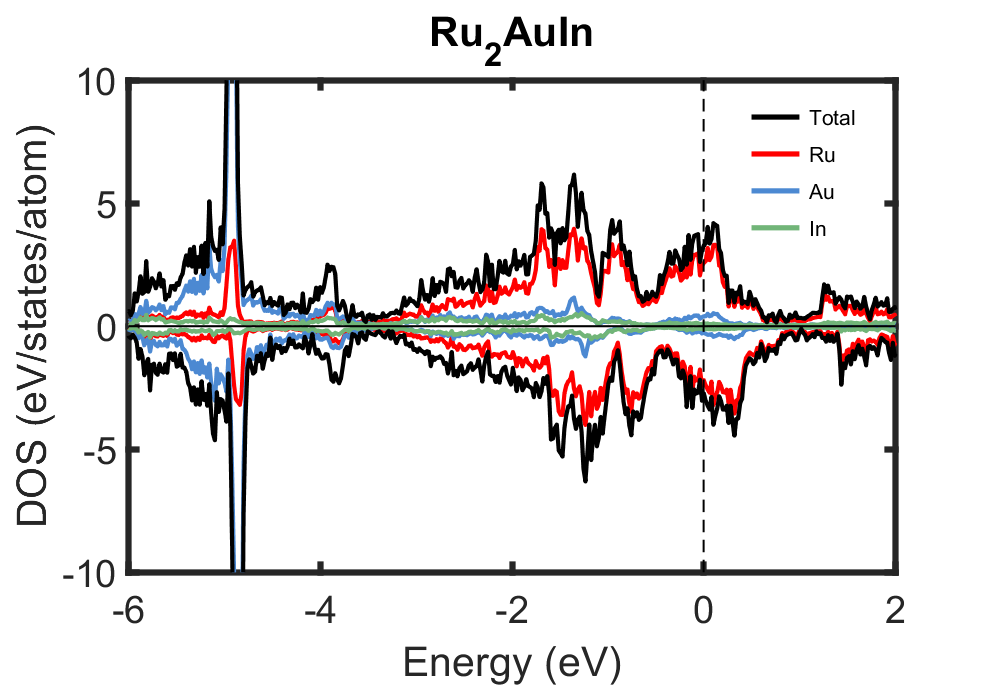 Ru2AuIn
DOS (eV/states/atom)
10
5
0
-5
-10
Total
Ru
Au
In
-6 -4 -2 0 2
Energy (eV)